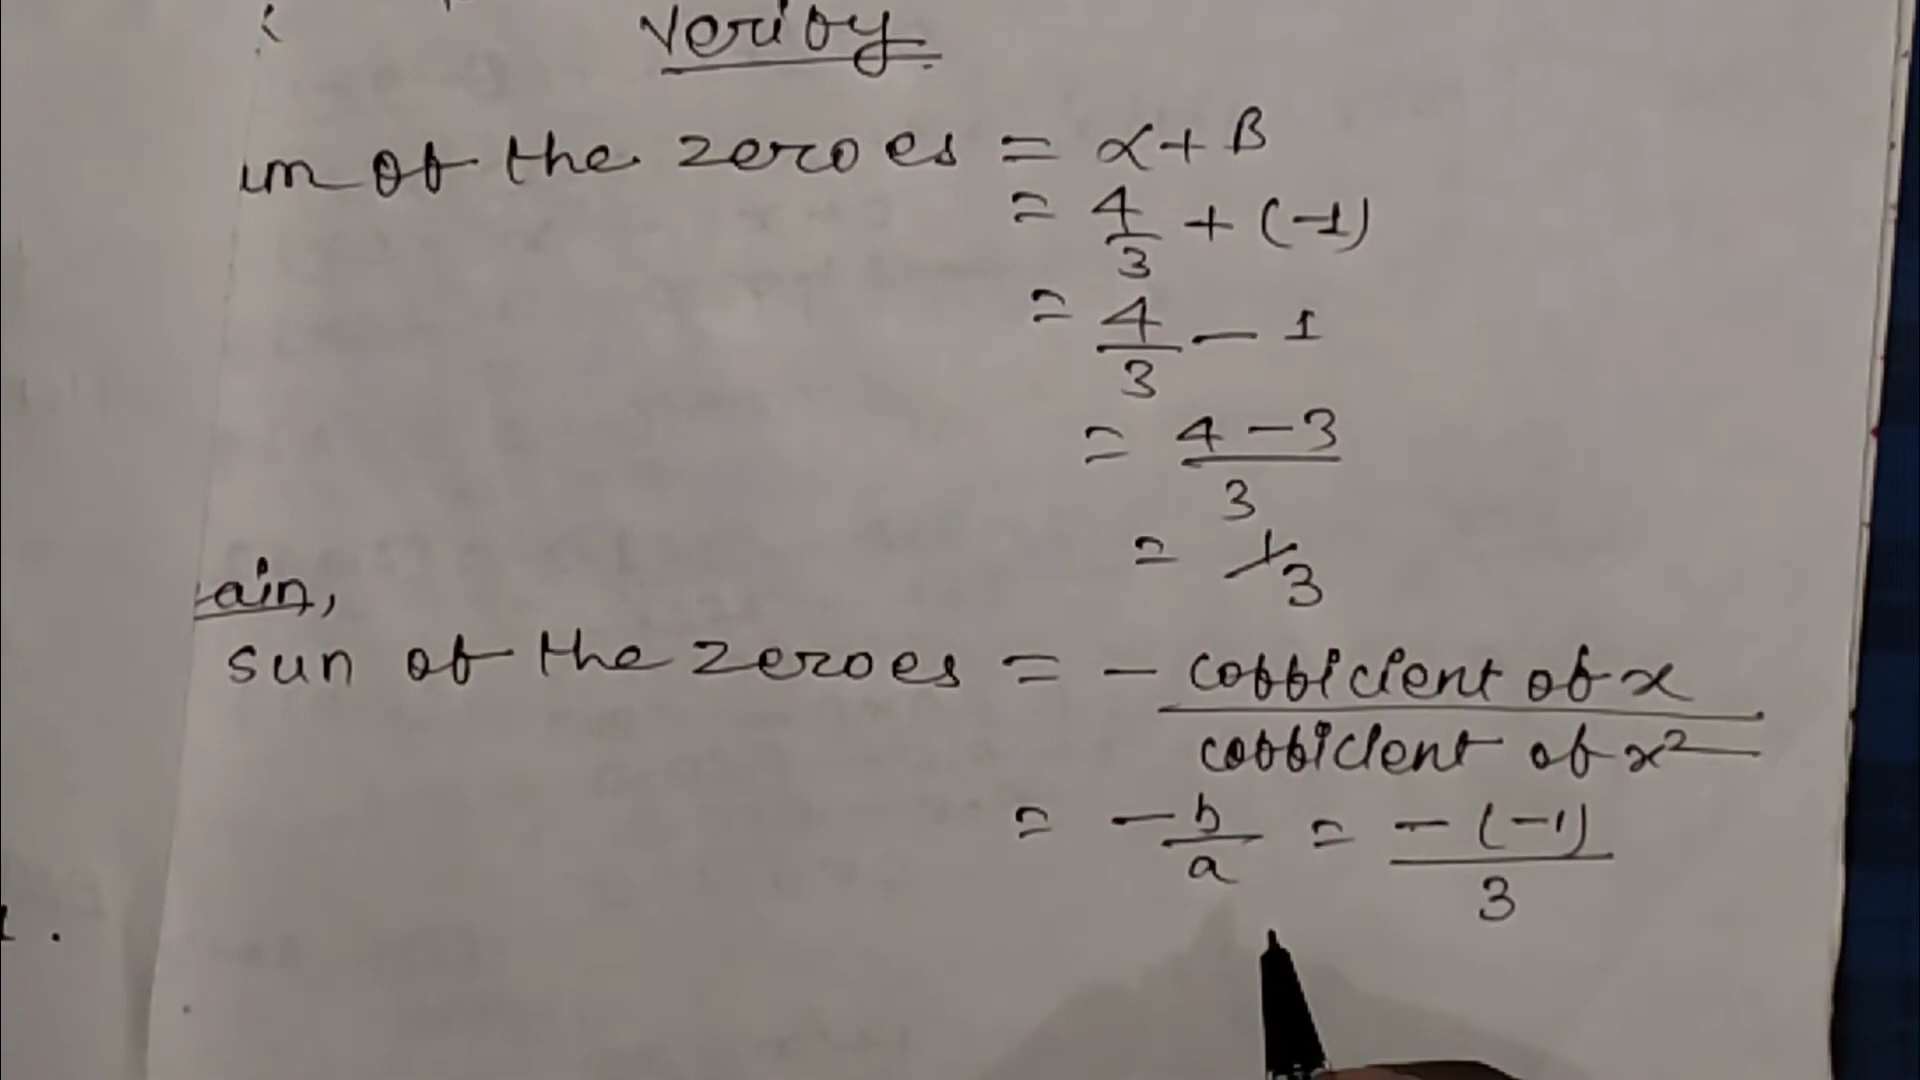 Verify
um of the zeroes = α + β
= 4/3 + (-1)
= 4/3 - 1
= 4 - 3 / 3
= 1/3
ain,
sun of the zeroes = - coefficient of x / coefficient of x²
= -b/a = -(-1)/3